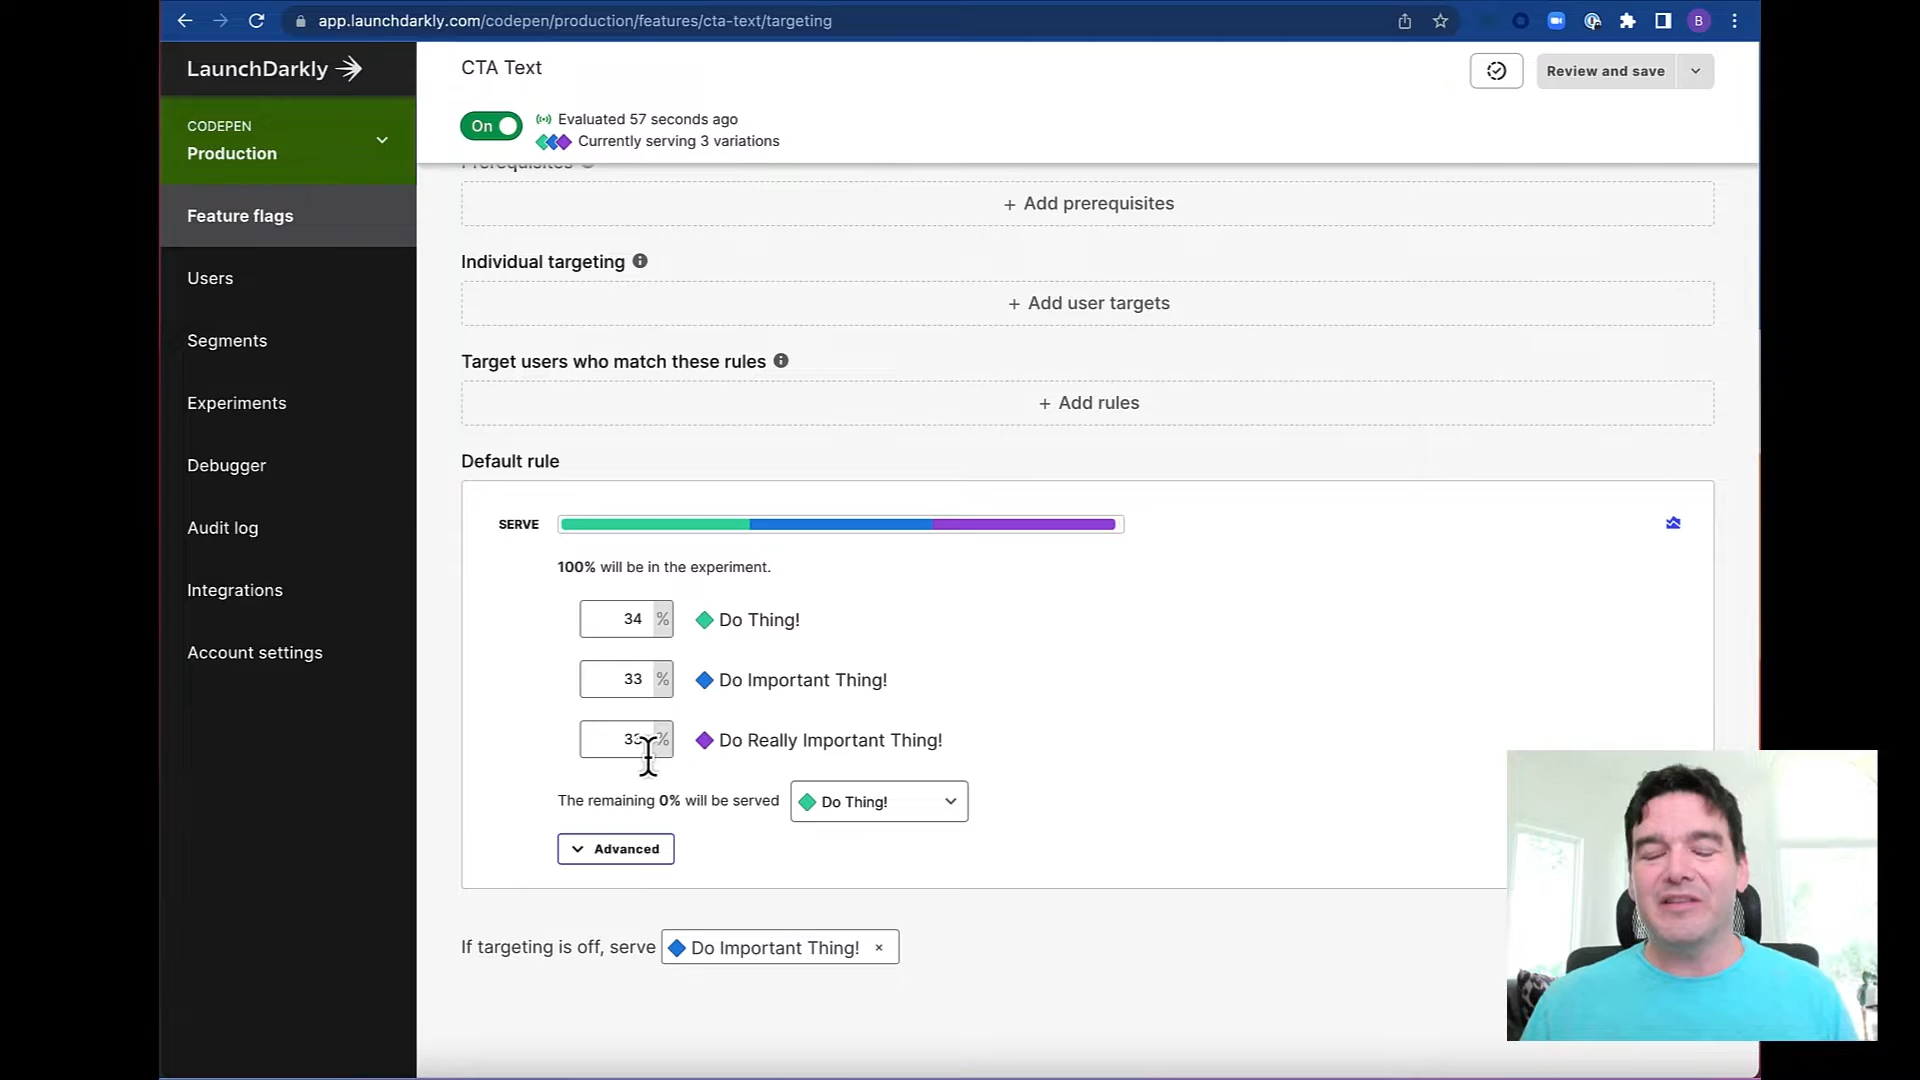 app.launchdarkly.com/codepen/production/features/cta-text/targeting
B
LaunchDarkly
CODEPEN
Production
Feature flags
Users
Segments
Experiments
Debugger
Audit log
Integrations
Account settings
CTA Text
Review and save
On
Evaluated 57 seconds ago
Currently serving 3 variations
Prerequisites
+ Add prerequisites
Individual targeting
+ Add user targets
Target users who match these rules
+ Add rules
Default rule
SERVE
100% will be in the experiment.
34 % Do Thing!
33 % Do Important Thing!
33 % Do Really Important Thing!
The remaining 0% will be served Do Thing!
Advanced
If targeting is off, serve Do Important Thing! ×